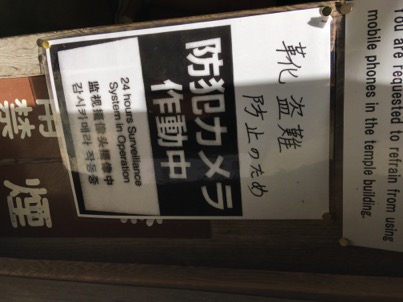 You are requested to refrain from using
mobile phones in the temple building.
靴盗難
防止のため
防犯カメラ
作動中
24 hours Surveillance
System in Operation
监视摄像头摄像中
감시카메라 작동중
禁
煙